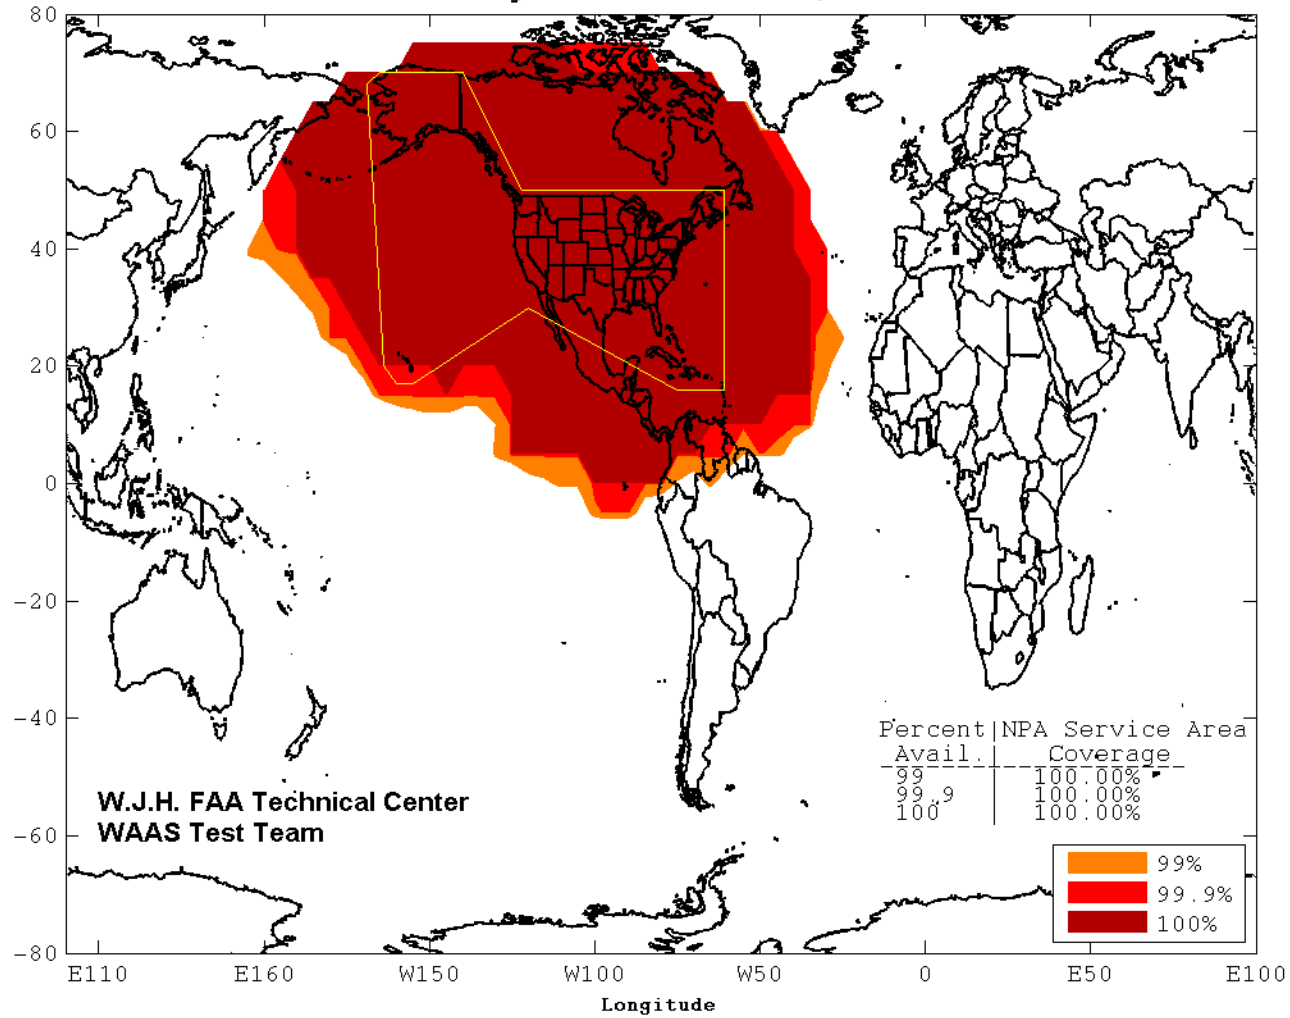 80
60
40
20
0
-20
-40
-60
-80
Percent|NPA Service Area
Avail.| Coverage
99 | 100.00%
99.9 | 100.00%
100 | 100.00%
W.J.H. FAA Technical Center
WAAS Test Team
99%
99.9%
100%
E110 E160 W150 W100 W50 0 E50 E100
Longitude